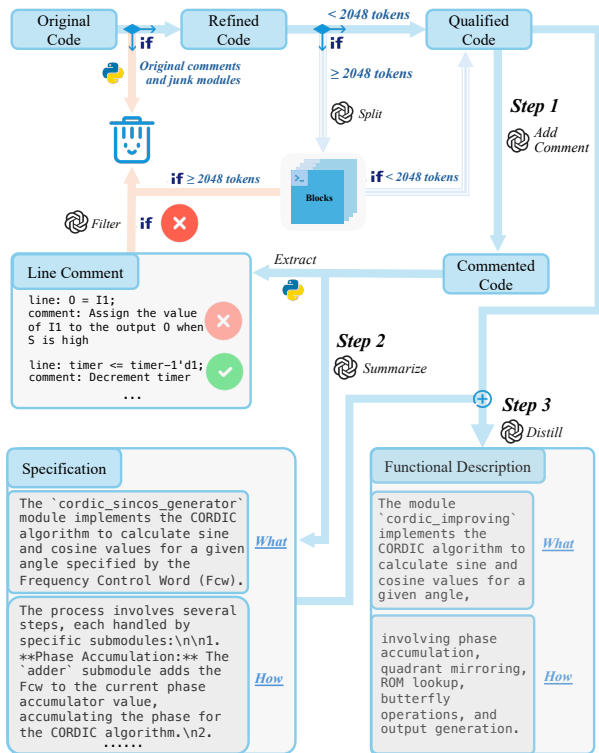 Original
Code
Refined
Code
< 2048 tokens
Qualified
Code
if
if
Original comments
and junk modules
≥ 2048 tokens
Split
Step 1
Add
Comment
if ≥ 2048 tokens
if < 2048 tokens
>_
Blocks
Filter
if
Line Comment
Extract
Commented
Code
line: O = I1;
comment: Assign the value
of I1 to the output O when
S is high
line: timer <= timer-1'd1;
comment: Decrement timer
...
Step 2
Summarize
Step 3
Distill
Specification
The `cordic_sincos_generator`
module implements the CORDIC
algorithm to calculate sine
and cosine values for a given
angle specified by the
Frequency Control Word (Fcw).
What
The process involves several
steps, each handled by
specific submodules:\n\n1.
**Phase Accumulation:** The
`adder` submodule adds the
Fcw to the current phase
accumulator value,
accumulating the phase for
the CORDIC algorithm.\n2.
......
How
Functional Description
The module
`cordic_improving`
implements the
CORDIC algorithm to
calculate sine and
cosine values for a
given angle,
What
involving phase
accumulation,
quadrant mirroring,
ROM lookup,
butterfly
operations, and
output generation.
How